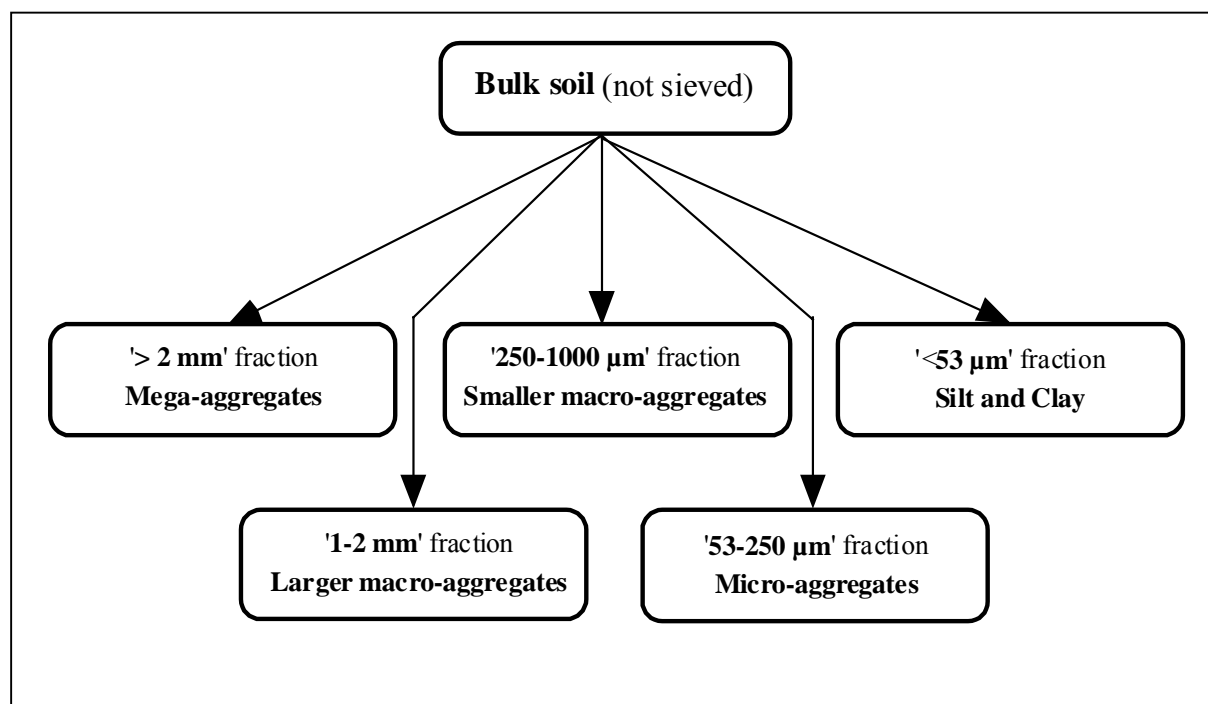 Bulk soil (not sieved)
'> 2 mm' fraction
Mega-aggregates
'250-1000 µm' fraction
Smaller macro-aggregates
'<53 µm' fraction
Silt and Clay
'1-2 mm' fraction
Larger macro-aggregates
'53-250 µm' fraction
Micro-aggregates